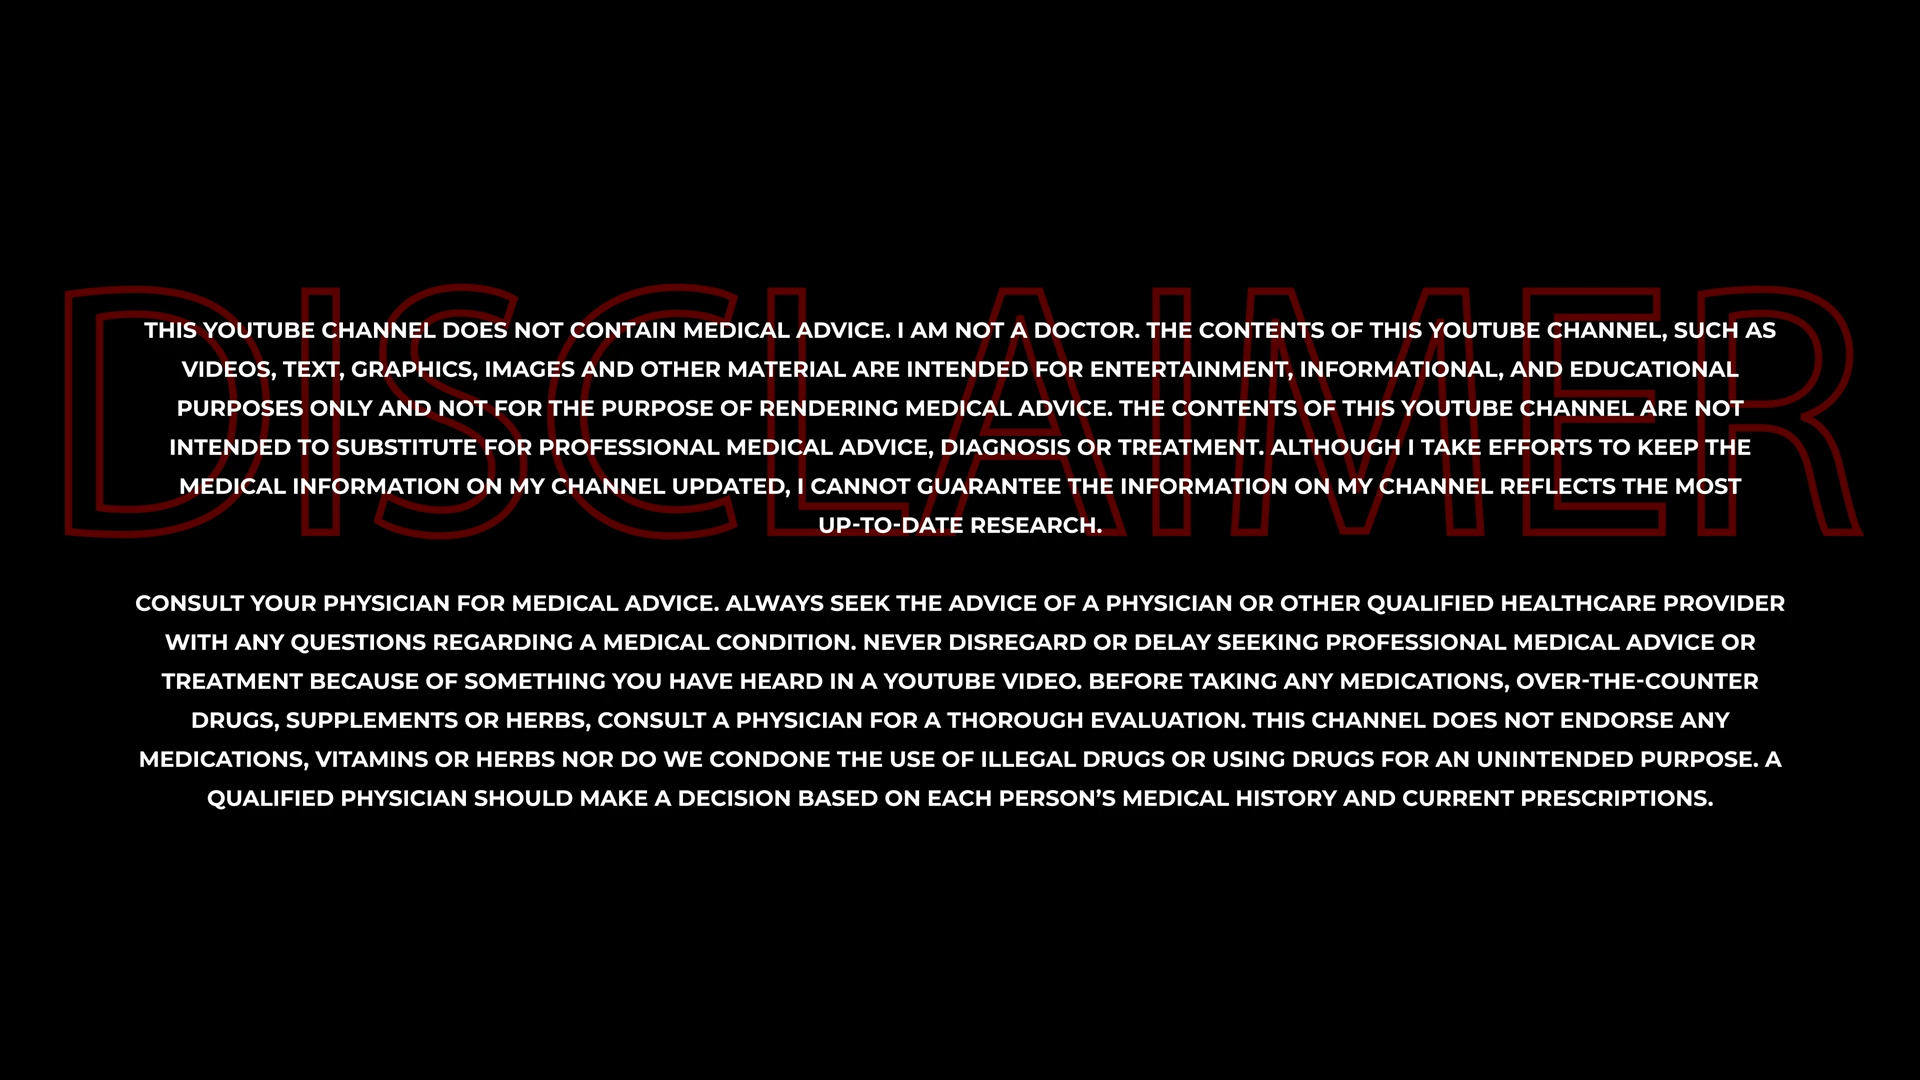 DISCLAIMER
THIS YOUTUBE CHANNEL DOES NOT CONTAIN MEDICAL ADVICE. I AM NOT A DOCTOR. THE CONTENTS OF THIS YOUTUBE CHANNEL, SUCH AS
VIDEOS, TEXT, GRAPHICS, IMAGES AND OTHER MATERIAL ARE INTENDED FOR ENTERTAINMENT, INFORMATIONAL, AND EDUCATIONAL
PURPOSES ONLY AND NOT FOR THE PURPOSE OF RENDERING MEDICAL ADVICE. THE CONTENTS OF THIS YOUTUBE CHANNEL ARE NOT
INTENDED TO SUBSTITUTE FOR PROFESSIONAL MEDICAL ADVICE, DIAGNOSIS OR TREATMENT. ALTHOUGH I TAKE EFFORTS TO KEEP THE
MEDICAL INFORMATION ON MY CHANNEL UPDATED, I CANNOT GUARANTEE THE INFORMATION ON MY CHANNEL REFLECTS THE MOST
UP-TO-DATE RESEARCH.
CONSULT YOUR PHYSICIAN FOR MEDICAL ADVICE. ALWAYS SEEK THE ADVICE OF A PHYSICIAN OR OTHER QUALIFIED HEALTHCARE PROVIDER
WITH ANY QUESTIONS REGARDING A MEDICAL CONDITION. NEVER DISREGARD OR DELAY SEEKING PROFESSIONAL MEDICAL ADVICE OR
TREATMENT BECAUSE OF SOMETHING YOU HAVE HEARD IN A YOUTUBE VIDEO. BEFORE TAKING ANY MEDICATIONS, OVER-THE-COUNTER
DRUGS, SUPPLEMENTS OR HERBS, CONSULT A PHYSICIAN FOR A THOROUGH EVALUATION. THIS CHANNEL DOES NOT ENDORSE ANY
MEDICATIONS, VITAMINS OR HERBS NOR DO WE CONDONE THE USE OF ILLEGAL DRUGS OR USING DRUGS FOR AN UNINTENDED PURPOSE. A
QUALIFIED PHYSICIAN SHOULD MAKE A DECISION BASED ON EACH PERSON’S MEDICAL HISTORY AND CURRENT PRESCRIPTIONS.